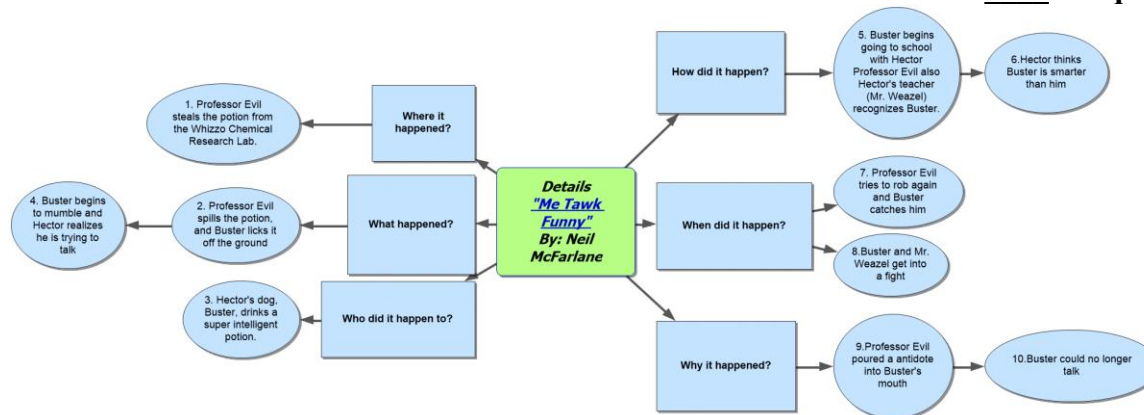 Details
"Me Tawk
Funny"
By: Neil
McFarlane
Where it
happened?
1. Professor Evil
steals the potion from
the Whizzo Chemical
Research Lab.
What happened?
2. Professor Evil
spills the potion,
and Buster licks it
off the ground
4. Buster begins
to mumble and
Hector realizes
he is trying to
talk
Who did it happen to?
3. Hector's dog,
Buster, drinks a
super intelligent
potion.
How did it happen?
5. Buster begins
going to school
with Hector
Professor Evil also
Hector's teacher
(Mr. Weazel)
recognizes Buster.
6.Hector thinks
Buster is smarter
than him
When did it happen?
7. Professor Evil
tries to rob again
and Buster
catches him
8.Buster and Mr.
Weazel get into
a fight
Why it happened?
9.Professor Evil
poured a antidote
into Buster's
mouth
10.Buster could no longer
talk